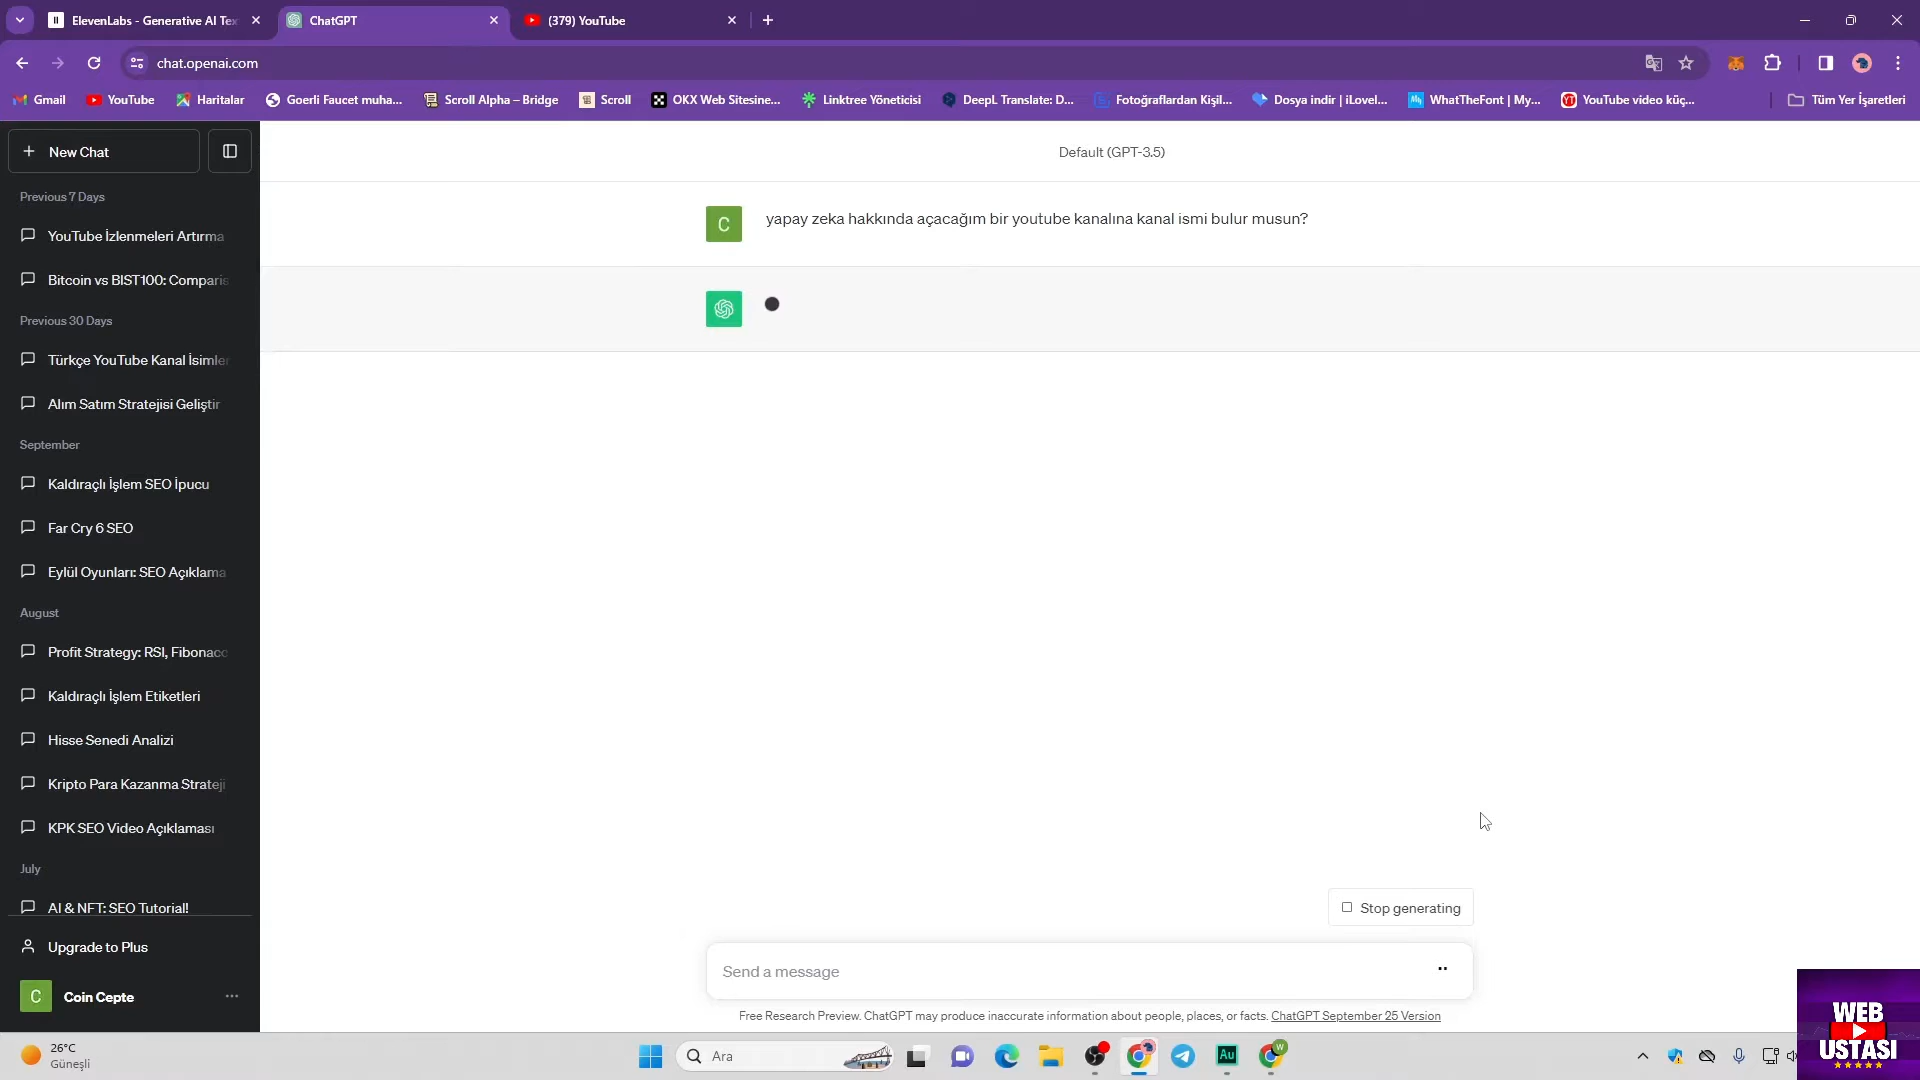 ElevenLabs - Generative AI Tex
ChatGPT
(379) YouTube
chat.openai.com
Gmail
YouTube
Haritalar
Goerli Faucet muha...
Scroll Alpha – Bridge
Scroll
OKX Web Sitesine...
Linktree Yöneticisi
DeepL Translate: D...
Fotoğraflardan Kişil...
Dosya indir | iLovel...
WhatTheFont | My...
YouTube video küç...
Tüm Yer İşaretleri
New Chat
Default (GPT-3.5)
Previous 7 Days
YouTube İzlenmeleri Artırma
Bitcoin vs BIST100: Comparis
Previous 30 Days
Türkçe YouTube Kanal İsimler
Alım Satım Stratejisi Geliştir
September
Kaldıraçlı İşlem SEO İpucu
Far Cry 6 SEO
Eylül Oyunları: SEO Açıklama
August
Profit Strategy: RSI, Fibonacc
Kaldıraçlı İşlem Etiketleri
Hisse Senedi Analizi
Kripto Para Kazanma Strateji
KPK SEO Video Açıklaması
July
AI & NFT: SEO Tutorial!
Upgrade to Plus
C
Coin Cepte
C
yapay zeka hakkında açacağım bir youtube kanalına kanal ismi bulur musun?
Stop generating
Send a message
Free Research Preview. ChatGPT may produce inaccurate information about people, places, or facts. ChatGPT September 25 Version
26°C
Güneşli
Ara
Au
W
WEB
USTASI